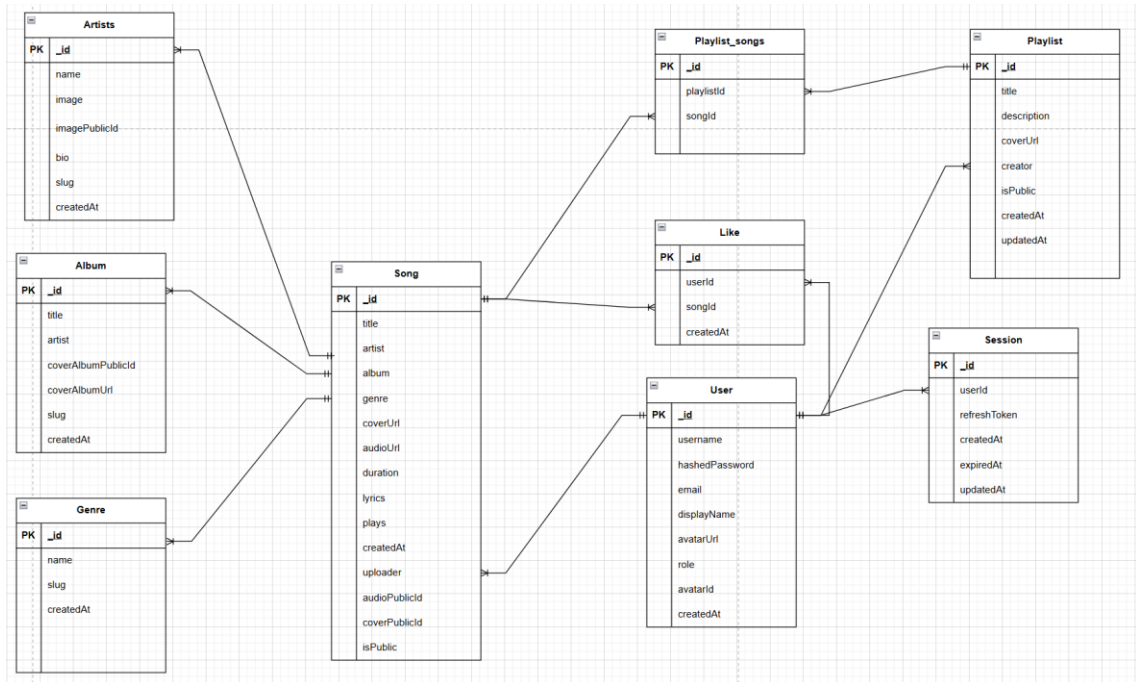 Artists
PK _id
name
image
imagePublicId
bio
slug
createdAt
Album
PK _id
title
artist
coverAlbumPublicId
coverAlbumUrl
slug
createdAt
Genre
PK _id
name
slug
createdAt
Song
PK _id
title
artist
album
genre
coverUrl
audioUrl
duration
lyrics
plays
createdAt
uploader
audioPublicId
coverPublicId
isPublic
Playlist_songs
PK _id
playlistId
songId
Like
PK _id
userId
songId
createdAt
User
PK _id
username
hashedPassword
email
displayName
avatarUrl
role
avatarId
createdAt
Playlist
PK _id
title
description
coverUrl
creator
isPublic
createdAt
updatedAt
Session
PK _id
userId
refreshToken
createdAt
expiredAt
updatedAt